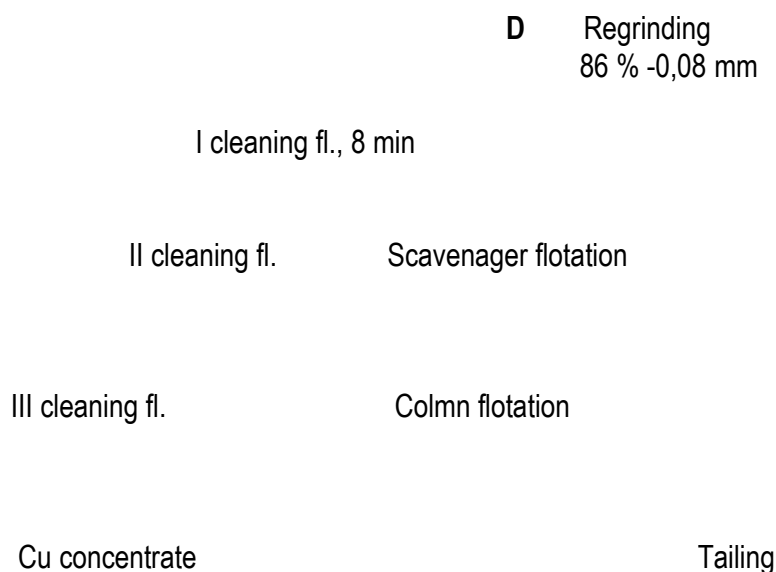 D Regrinding
86 % -0,08 mm
I cleaning fl., 8 min
II cleaning fl. Scavenager flotation
III cleaning fl. Colmn flotation
Cu concentrate Tailing